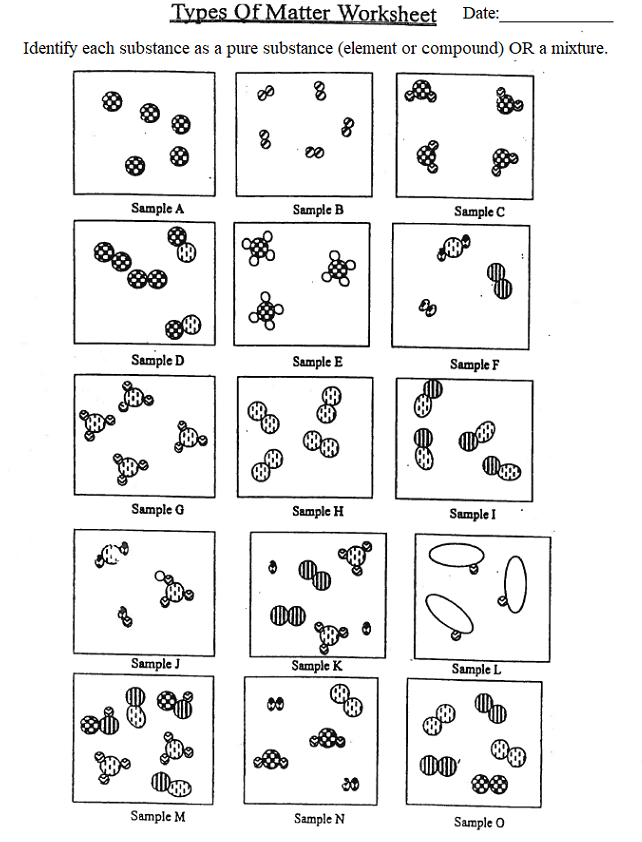 Types Of Matter Worksheet Date:
Identify each substance as a pure substance (element or compound) OR a mixture.
Sample A
Sample B
Sample C
Sample D
Sample E
Sample F
Sample G
Sample H
Sample I
Sample J
Sample K
Sample L
Sample M
Sample N
Sample O